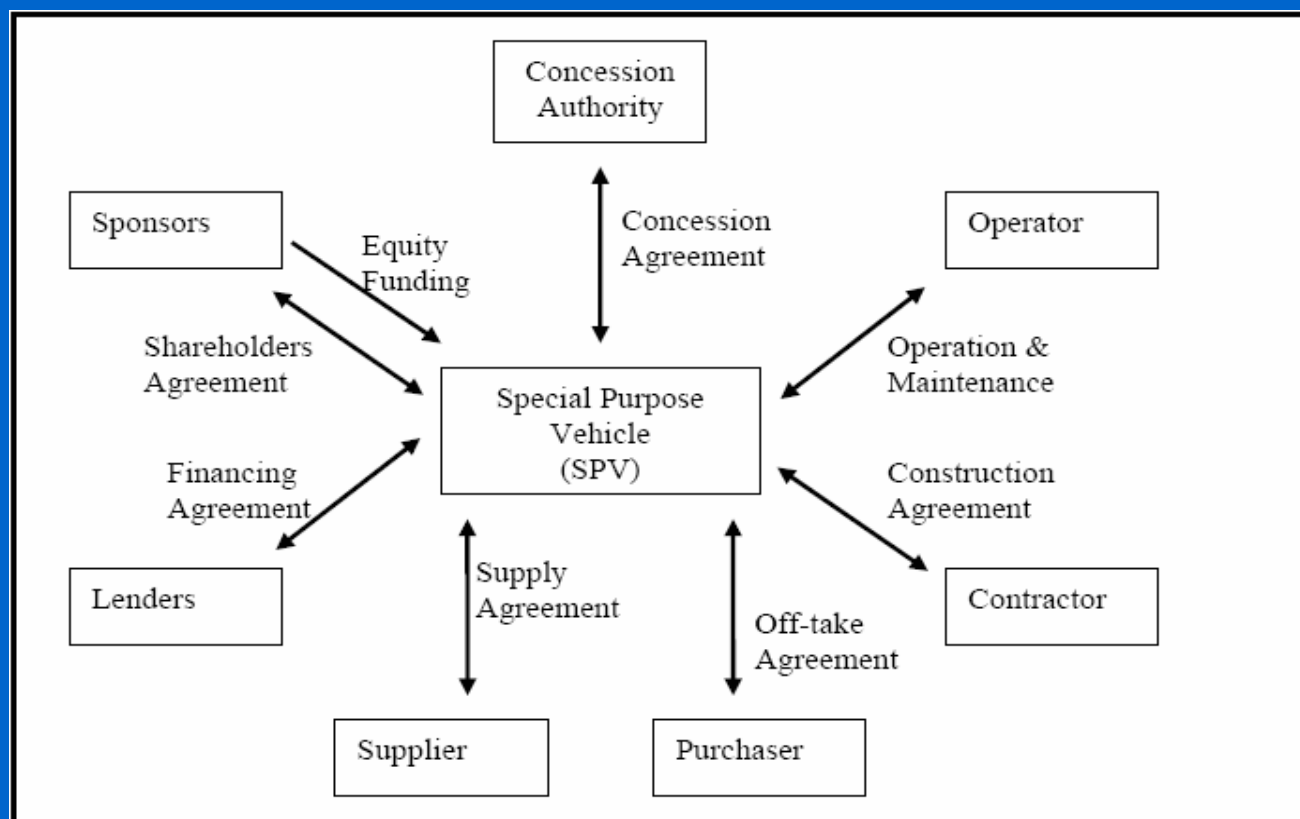 Concession
Authority
Sponsors
Equity
Funding
Concession
Agreement
Operator
Shareholders
Agreement
Special Purpose
Vehicle
(SPV)
Operation &
Maintenance
Financing
Agreement
Construction
Agreement
Lenders
Supply
Agreement
Off-take
Agreement
Contractor
Supplier
Purchaser